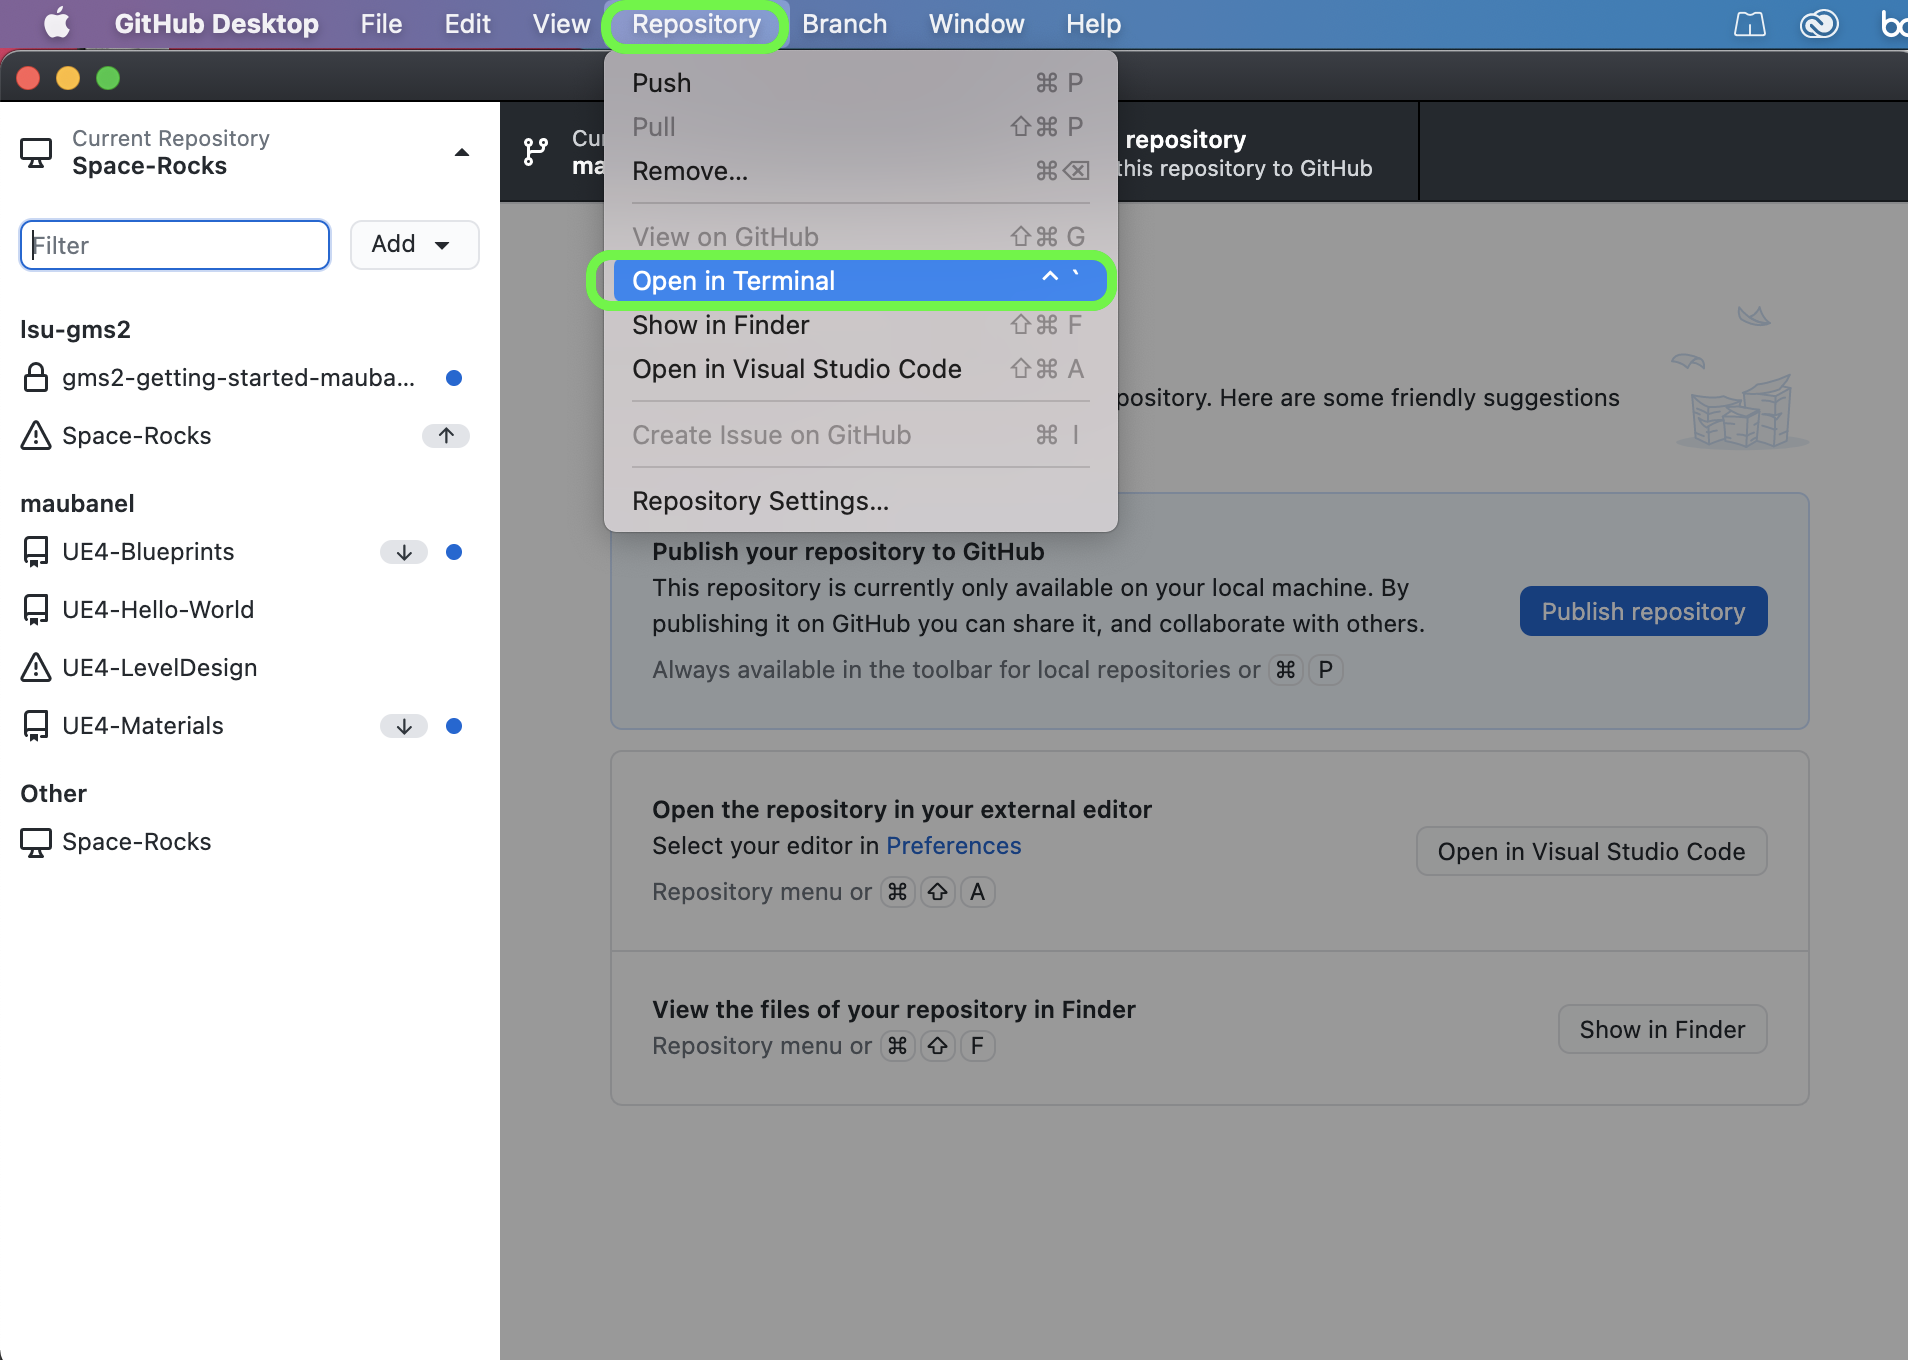 GitHub Desktop File Edit View Repository Branch Window Help
Current Repository
Space-Rocks
Filter
Add
lsu-gms2
gms2-getting-started-mauba...
Space-Rocks
maubanel
UE4-Blueprints
UE4-Hello-World
UE4-LevelDesign
UE4-Materials
Other
Space-Rocks
Push ⌘ P
Pull ⇧⌘ P
Remove... ⌘⌫
View on GitHub ⇧⌘ G
Open in Terminal ^ `
Show in Finder ⇧⌘ F
Open in Visual Studio Code ⇧⌘ A
Create Issue on GitHub ⌘ I
Repository Settings...
repository
this repository to GitHub
pository. Here are some friendly suggestions
Publish your repository to GitHub
This repository is currently only available on your local machine. By
publishing it on GitHub you can share it, and collaborate with others.
Always available in the toolbar for local repositories or ⌘ P
Publish repository
Open the repository in your external editor
Select your editor in Preferences
Repository menu or ⌘ ⇧ A
Open in Visual Studio Code
View the files of your repository in Finder
Repository menu or ⌘ ⇧ F
Show in Finder